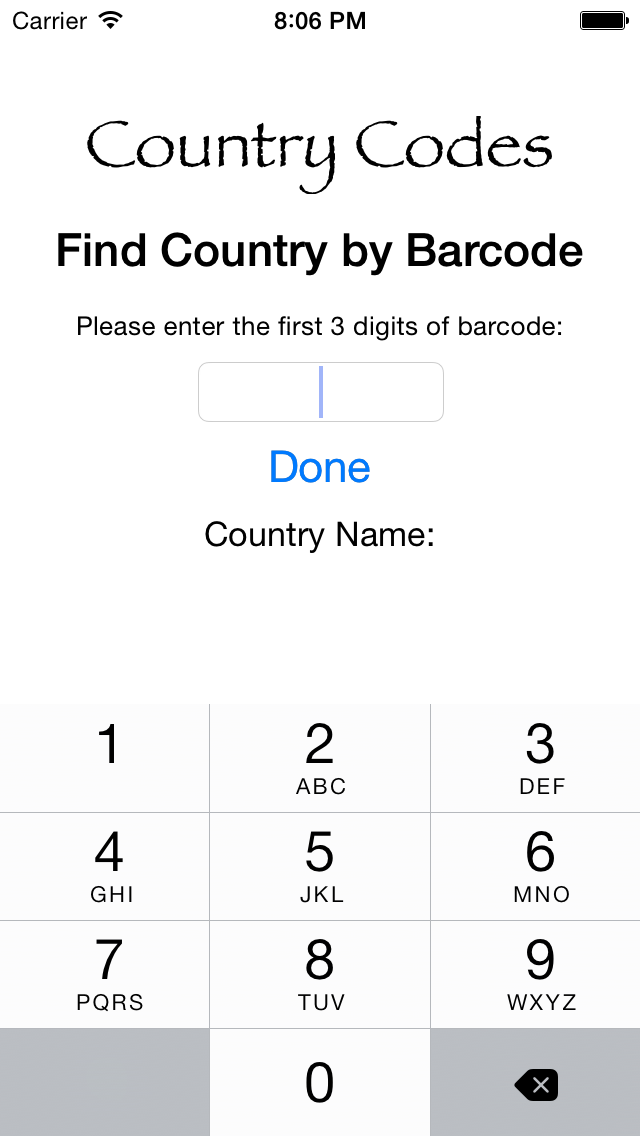 Carrier 8:06 PM
Country Codes
Find Country by Barcode
Please enter the first 3 digits of barcode:
Done
Country Name:
1 2 3
ABC DEF
4 5 6
GHI JKL MNO
7 8 9
PQRS TUV WXYZ
0